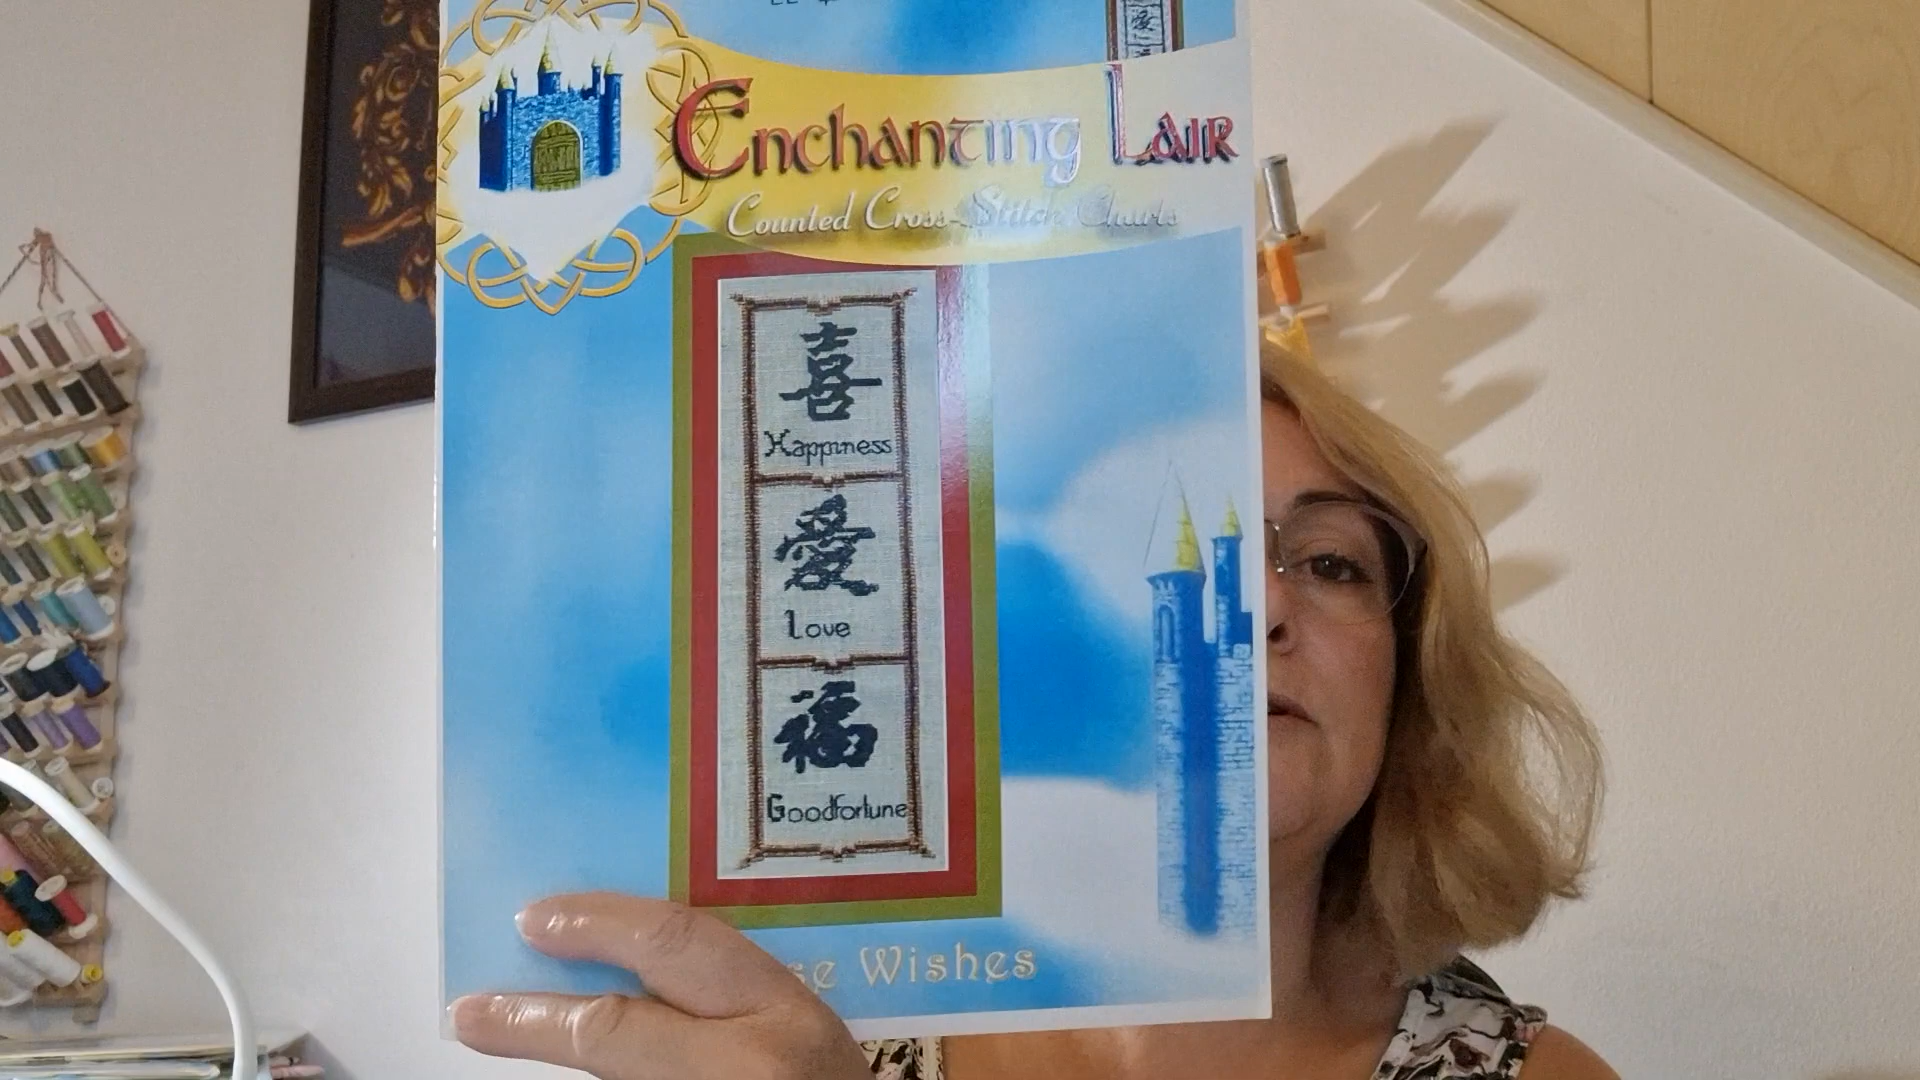 Enchanting Lair
Counted Cross-Stitch Charts
喜
Happiness
愛
Love
福
Goodfortune
Wishes